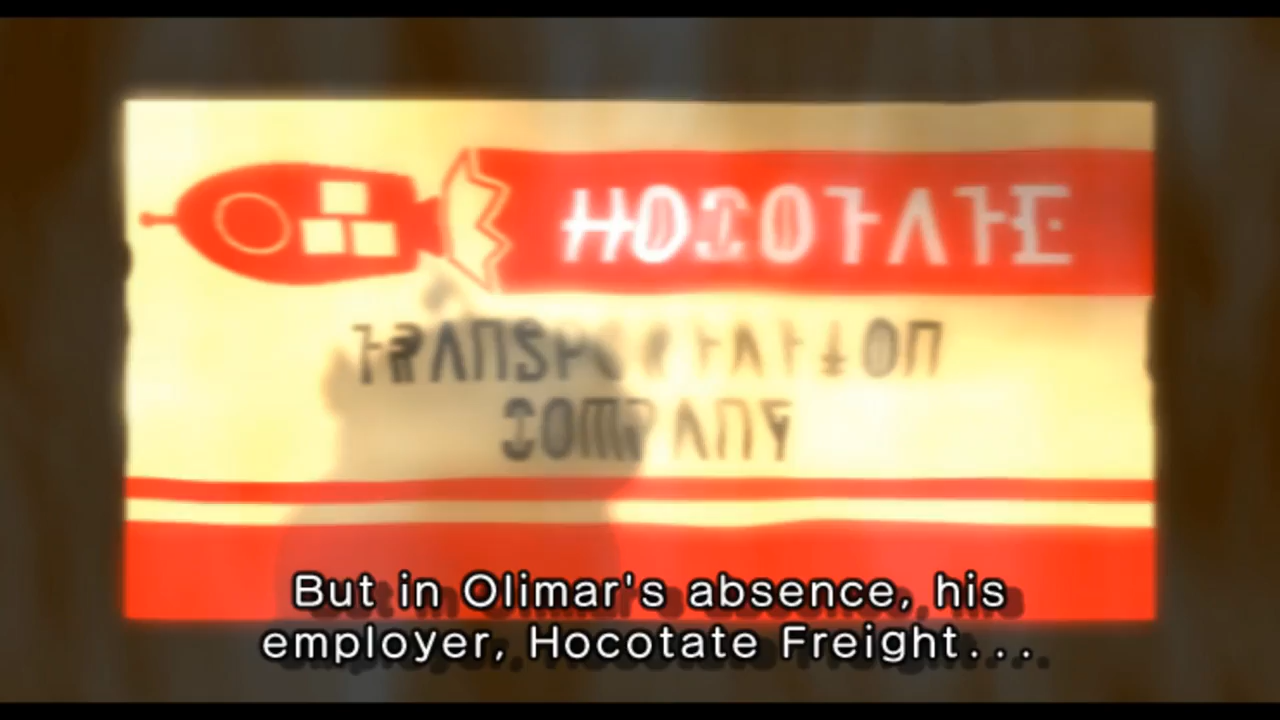 HOCOTATE
TRANSPORTATION
COMPANY
But in Olimar's absence, his
employer, Hocotate Freight...